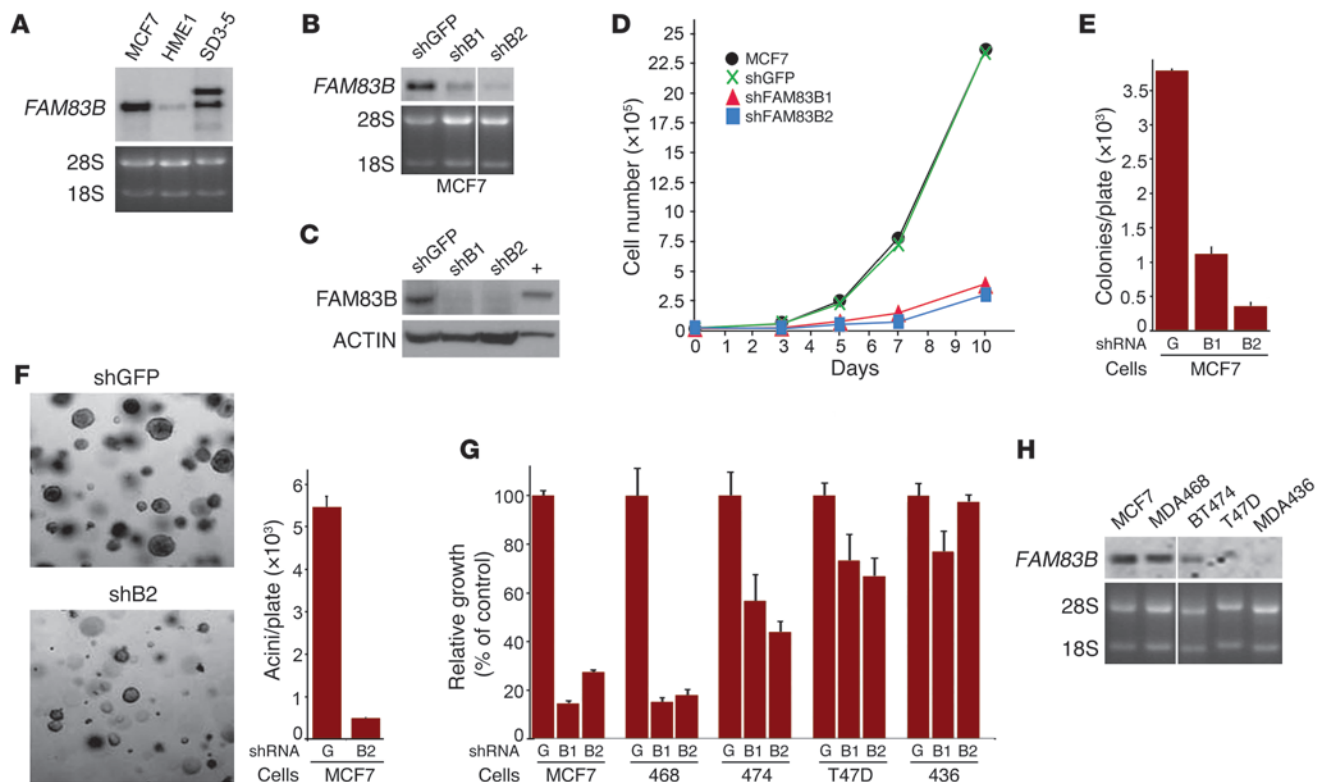 A
MCF7 HME1 SD3-5
FAM83B
28S
18S
B
shGFP shB1 shB2
FAM83B
28S
18S
MCF7
C
shGFP shB1 shB2 +
FAM83B
ACTIN
D
25
22.5
20
17.5
15
12.5
10
7.5
5
2.5
0
Cell number (×10⁵)
MCF7
shGFP
shFAM83B1
shFAM83B2
0 1 2 3 4 5 6 7 8 9 10
Days
E
Colonies/plate (×10³)
3.5
3
2.5
2
1.5
1
0.5
0
shRNA G B1 B2
Cells MCF7
F
shGFP
shB2
Acini/plate (×10³)
6
5
4
3
2
1
0
shRNA G B2
Cells MCF7
G
Relative growth
(% of control)
100
80
60
40
20
0
shRNA G B1 B2 G B1 B2 G B1 B2 G B1 B2 G B1 B2
Cells MCF7 468 474 T47D 436
H
MCF7 MDA468 BT474 T47D MDA436
FAM83B
28S
18S